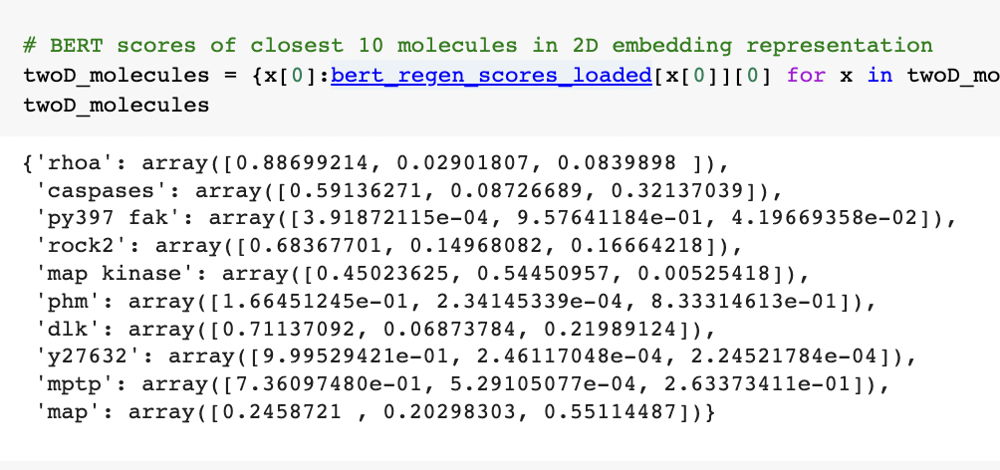 # BERT scores of closest 10 molecules in 2D embedding representation
twoD_molecules = {x[0]:bert_regen_scores_loaded[x[0]][0] for x in twoD_mo
twoD_molecules
{'rhoa': array([0.88699214, 0.02901807, 0.0839898 ]),
 'caspases': array([0.59136271, 0.08726689, 0.32137039]),
 'py397 fak': array([3.91872115e-04, 9.57641184e-01, 4.19669358e-02]),
 'rock2': array([0.68367701, 0.14968082, 0.16664218]),
 'map kinase': array([0.45023625, 0.54450957, 0.00525418]),
 'phm': array([1.66451245e-01, 2.34145339e-04, 8.33314613e-01]),
 'dlk': array([0.71137092, 0.06873784, 0.21989124]),
 'y27632': array([9.99529421e-01, 2.46117048e-04, 2.24521784e-04]),
 'mptp': array([7.36097480e-01, 5.29105077e-04, 2.63373411e-01]),
 'map': array([0.2458721 , 0.20298303, 0.55114487])}